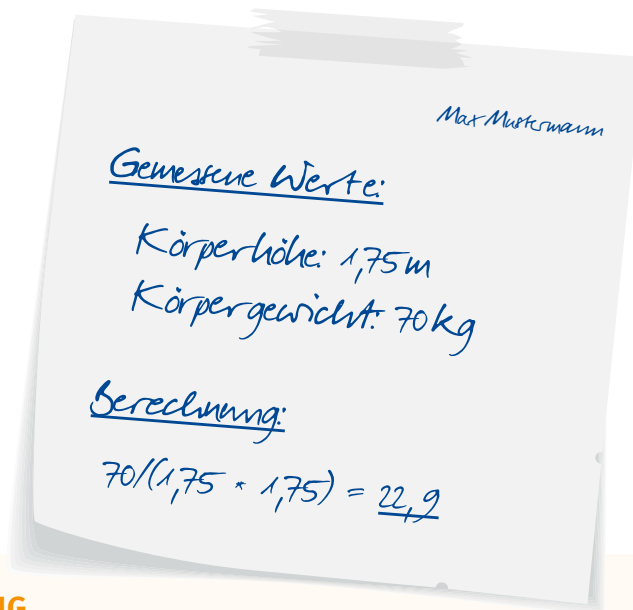 Max Mustermann
Gemessene Werte:
Körperhöhe: 1,75m
Körpergewicht: 70kg
Berechnung:
70/(1,75 * 1,75) = 22,9